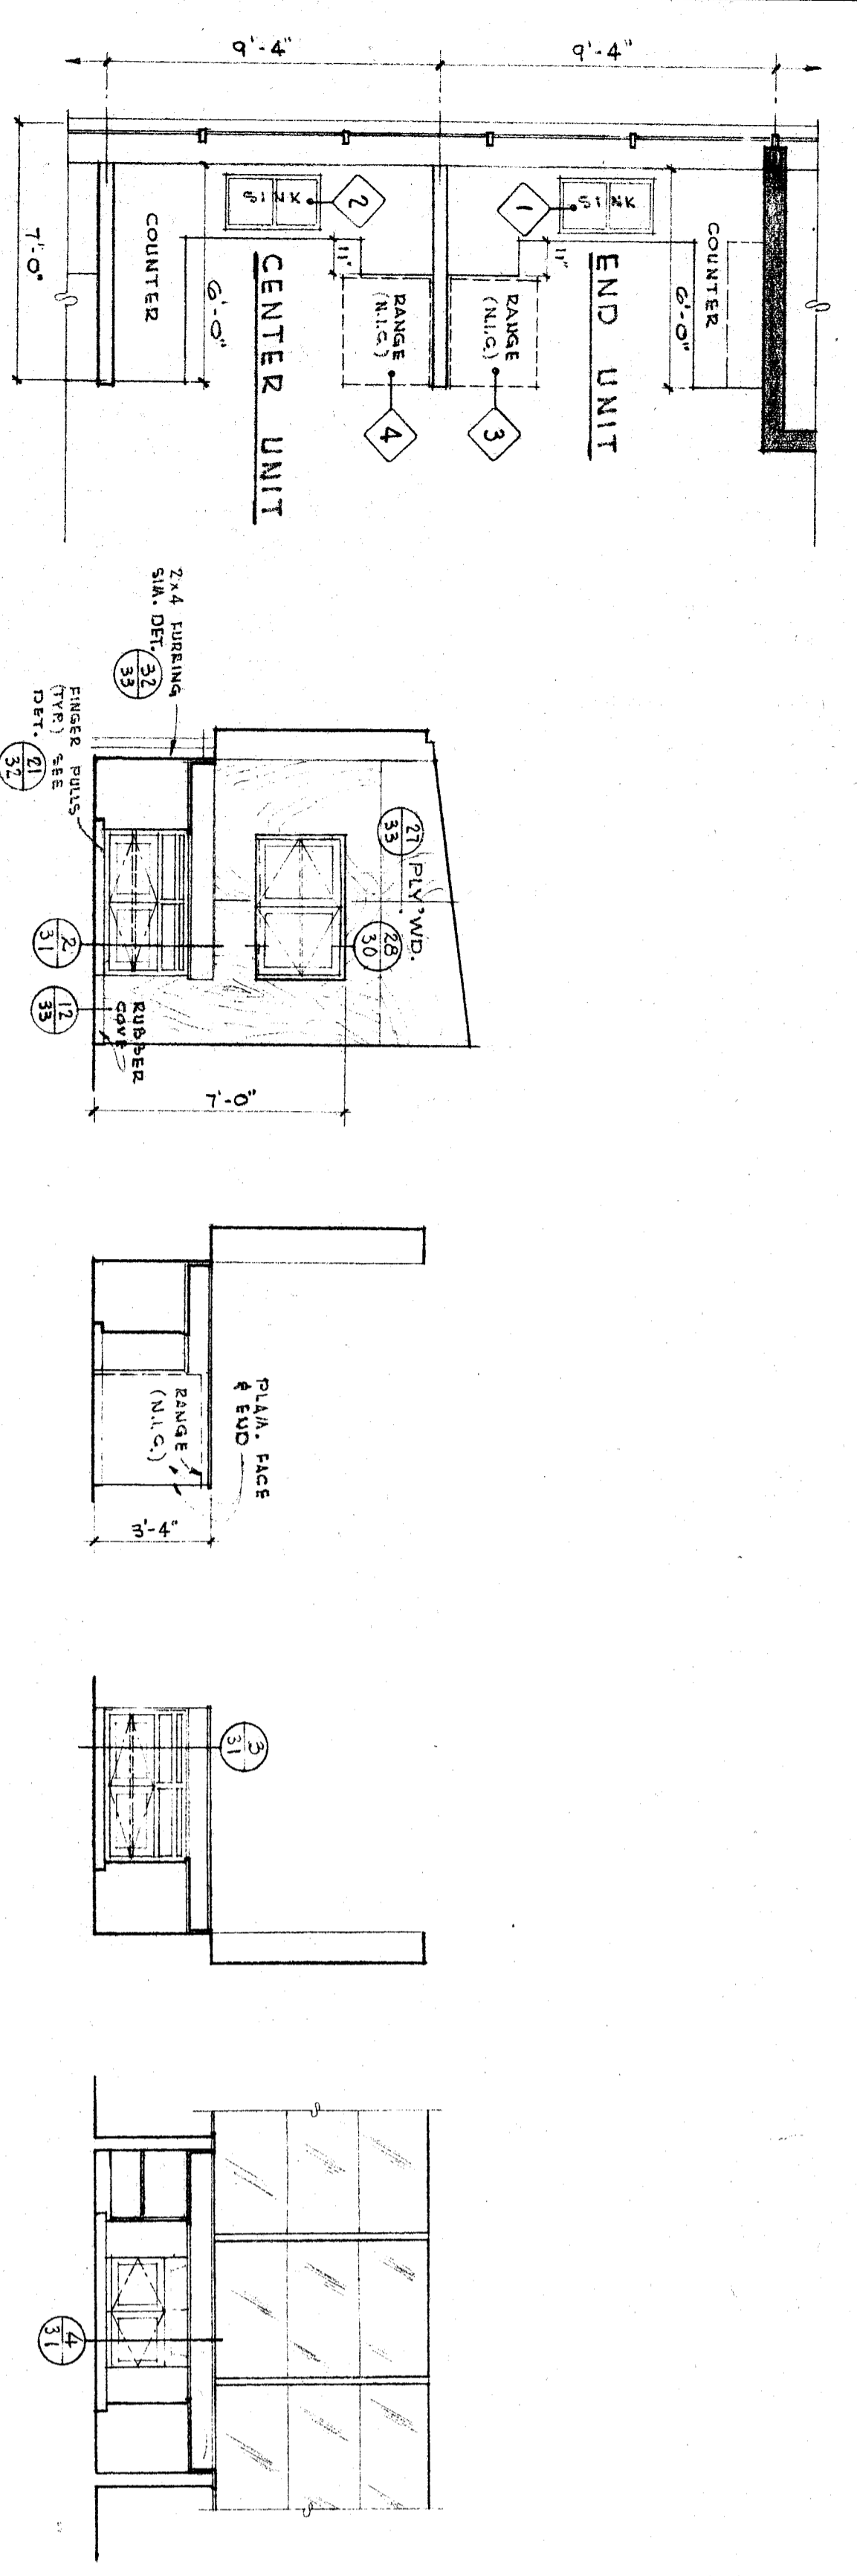 9'-4"
9'-4"
7'-0"
COUNTER
6'-0"
SINK
2
11"
CENTER UNIT
RANGE
(N.I.C.)
4
SINK
1
11"
END UNIT
RANGE
(N.I.C.)
3
COUNTER
6'-0"
2x4 FURRING
SIM. DET.
32
33
FINGER PULLS
(TYP.) SEE
DET.
21
32
27
33
PLY'WD.
28
30
2
31
12
33
RUBBER
COVE
7'-0"
PLAM. FACE
& END
RANGE
(N.I.C.)
3'-4"
3
31
4
31